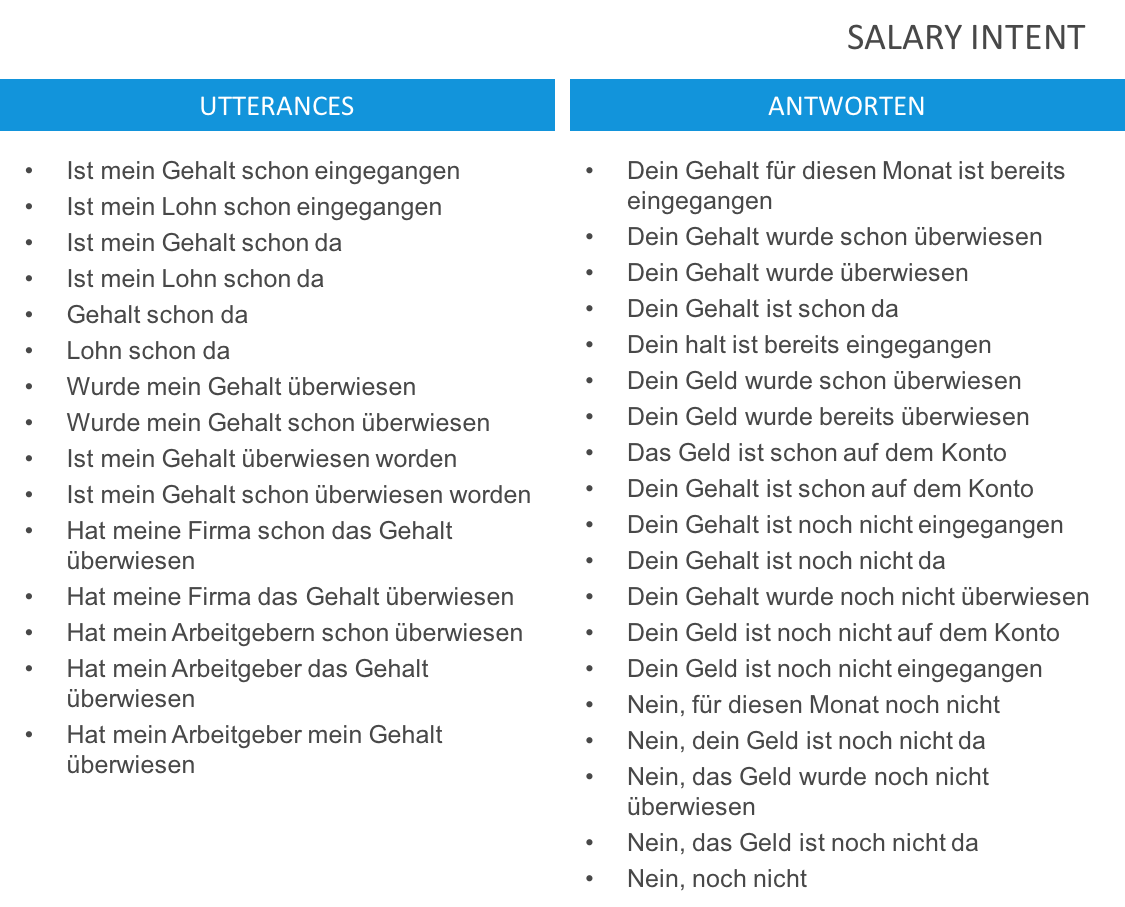 SALARY INTENT
UTTERANCES
• Ist mein Gehalt schon eingegangen
• Ist mein Lohn schon eingegangen
• Ist mein Gehalt schon da
• Ist mein Lohn schon da
• Gehalt schon da
• Lohn schon da
• Wurde mein Gehalt überwiesen
• Wurde mein Gehalt schon überwiesen
• Ist mein Gehalt überwiesen worden
• Ist mein Gehalt schon überwiesen worden
• Hat meine Firma schon das Gehalt
überwiesen
• Hat meine Firma das Gehalt überwiesen
• Hat mein Arbeitgebern schon überwiesen
• Hat mein Arbeitgeber das Gehalt
überwiesen
• Hat mein Arbeitgeber mein Gehalt
überwiesen
ANTWORTEN
• Dein Gehalt für diesen Monat ist bereits
eingegangen
• Dein Gehalt wurde schon überwiesen
• Dein Gehalt wurde überwiesen
• Dein Gehalt ist schon da
• Dein halt ist bereits eingegangen
• Dein Geld wurde schon überwiesen
• Dein Geld wurde bereits überwiesen
• Das Geld ist schon auf dem Konto
• Dein Gehalt ist schon auf dem Konto
• Dein Gehalt ist noch nicht eingegangen
• Dein Gehalt ist noch nicht da
• Dein Gehalt wurde noch nicht überwiesen
• Dein Geld ist noch nicht auf dem Konto
• Dein Geld ist noch nicht eingegangen
• Nein, für diesen Monat noch nicht
• Nein, dein Geld ist noch nicht da
• Nein, das Geld wurde noch nicht
überwiesen
• Nein, das Geld ist noch nicht da
• Nein, noch nicht